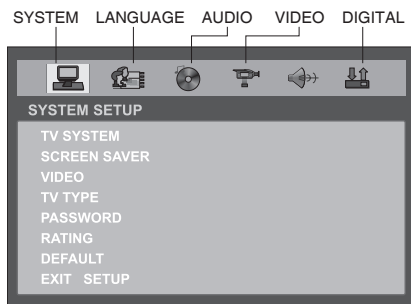 SYSTEM LANGUAGE AUDIO VIDEO DIGITAL
SYSTEM SETUP
TV SYSTEM
SCREEN SAVER
VIDEO
TV TYPE
PASSWORD
RATING
DEFAULT
EXIT SETUP